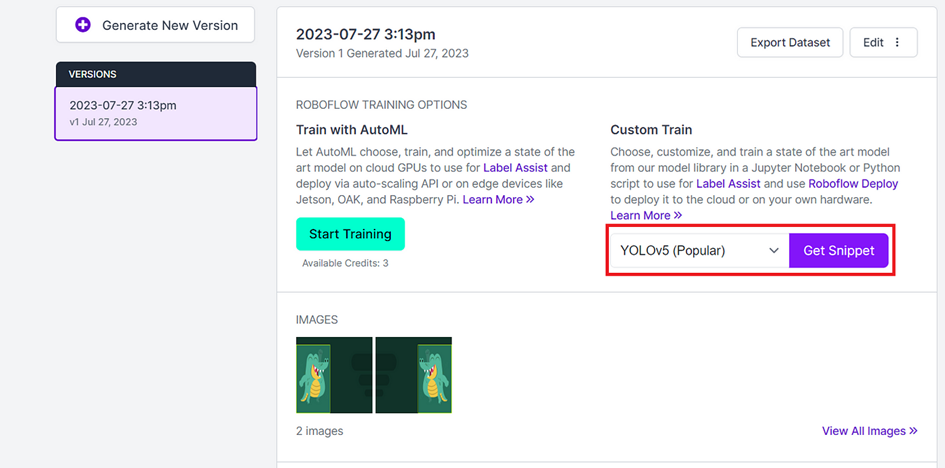 Generate New Version
VERSIONS
2023-07-27 3:13pm
v1 Jul 27, 2023
2023-07-27 3:13pm
Version 1 Generated Jul 27, 2023
Export Dataset
Edit
ROBOFLOW TRAINING OPTIONS
Train with AutoML
Let AutoML choose, train, and optimize a state of the
art model on cloud GPUs to use for Label Assist and
deploy via auto-scaling API or on edge devices like
Jetson, OAK, and Raspberry Pi. Learn More »
Start Training
Available Credits: 3
Custom Train
Choose, customize, and train a state of the art model
from our model library in a Jupyter Notebook or Python
script to use for Label Assist and use Roboflow Deploy
to deploy it to the cloud or on your own hardware.
Learn More »
YOLOv5 (Popular)
Get Snippet
IMAGES
2 images
View All Images »